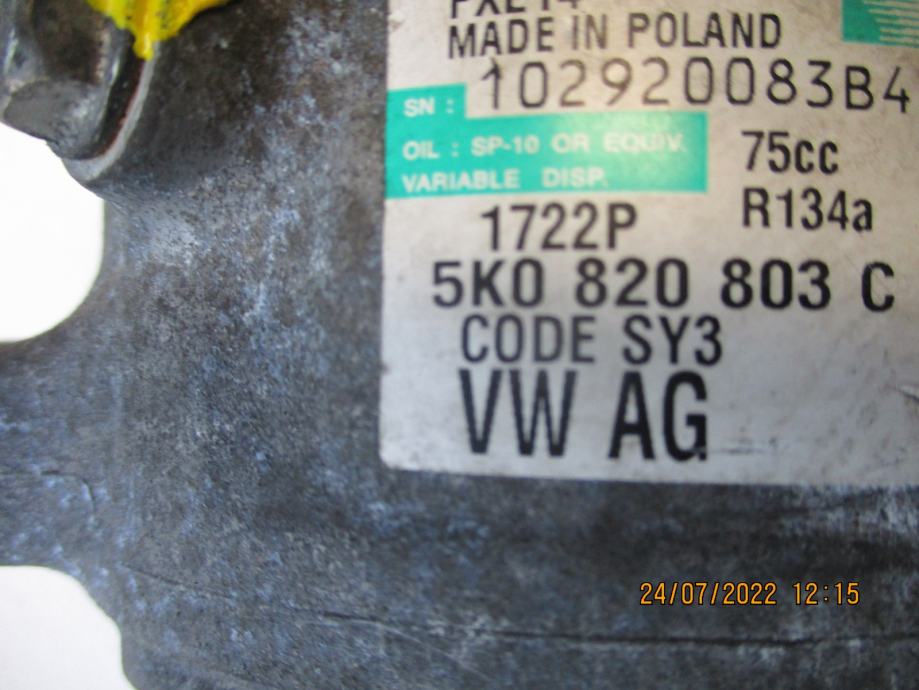 PXE14
MADE IN POLAND
SN : 102920083B4
OIL : SP-10 OR EQUIV. 75cc
VARIABLE DISP. R134a
1722P
5K0 820 803 C
CODE SY3
VW AG
24/07/2022 12:15